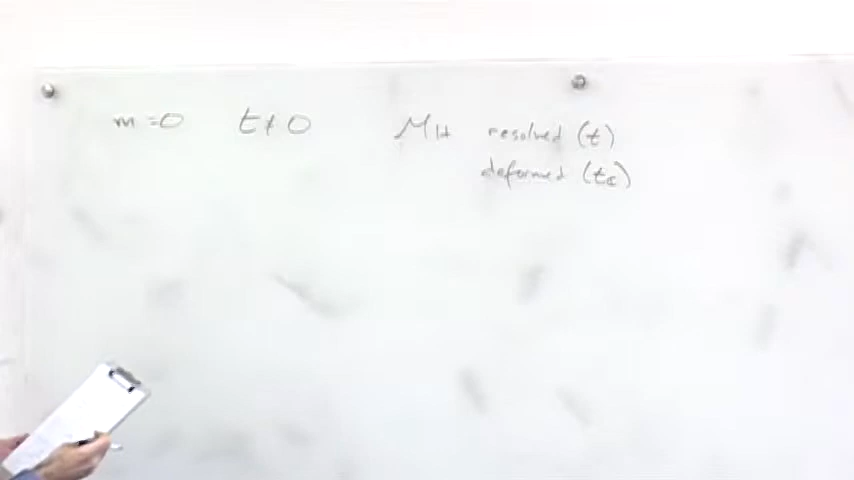 m=0 t≠0 M_H resolved (t)
deformed (t_C)